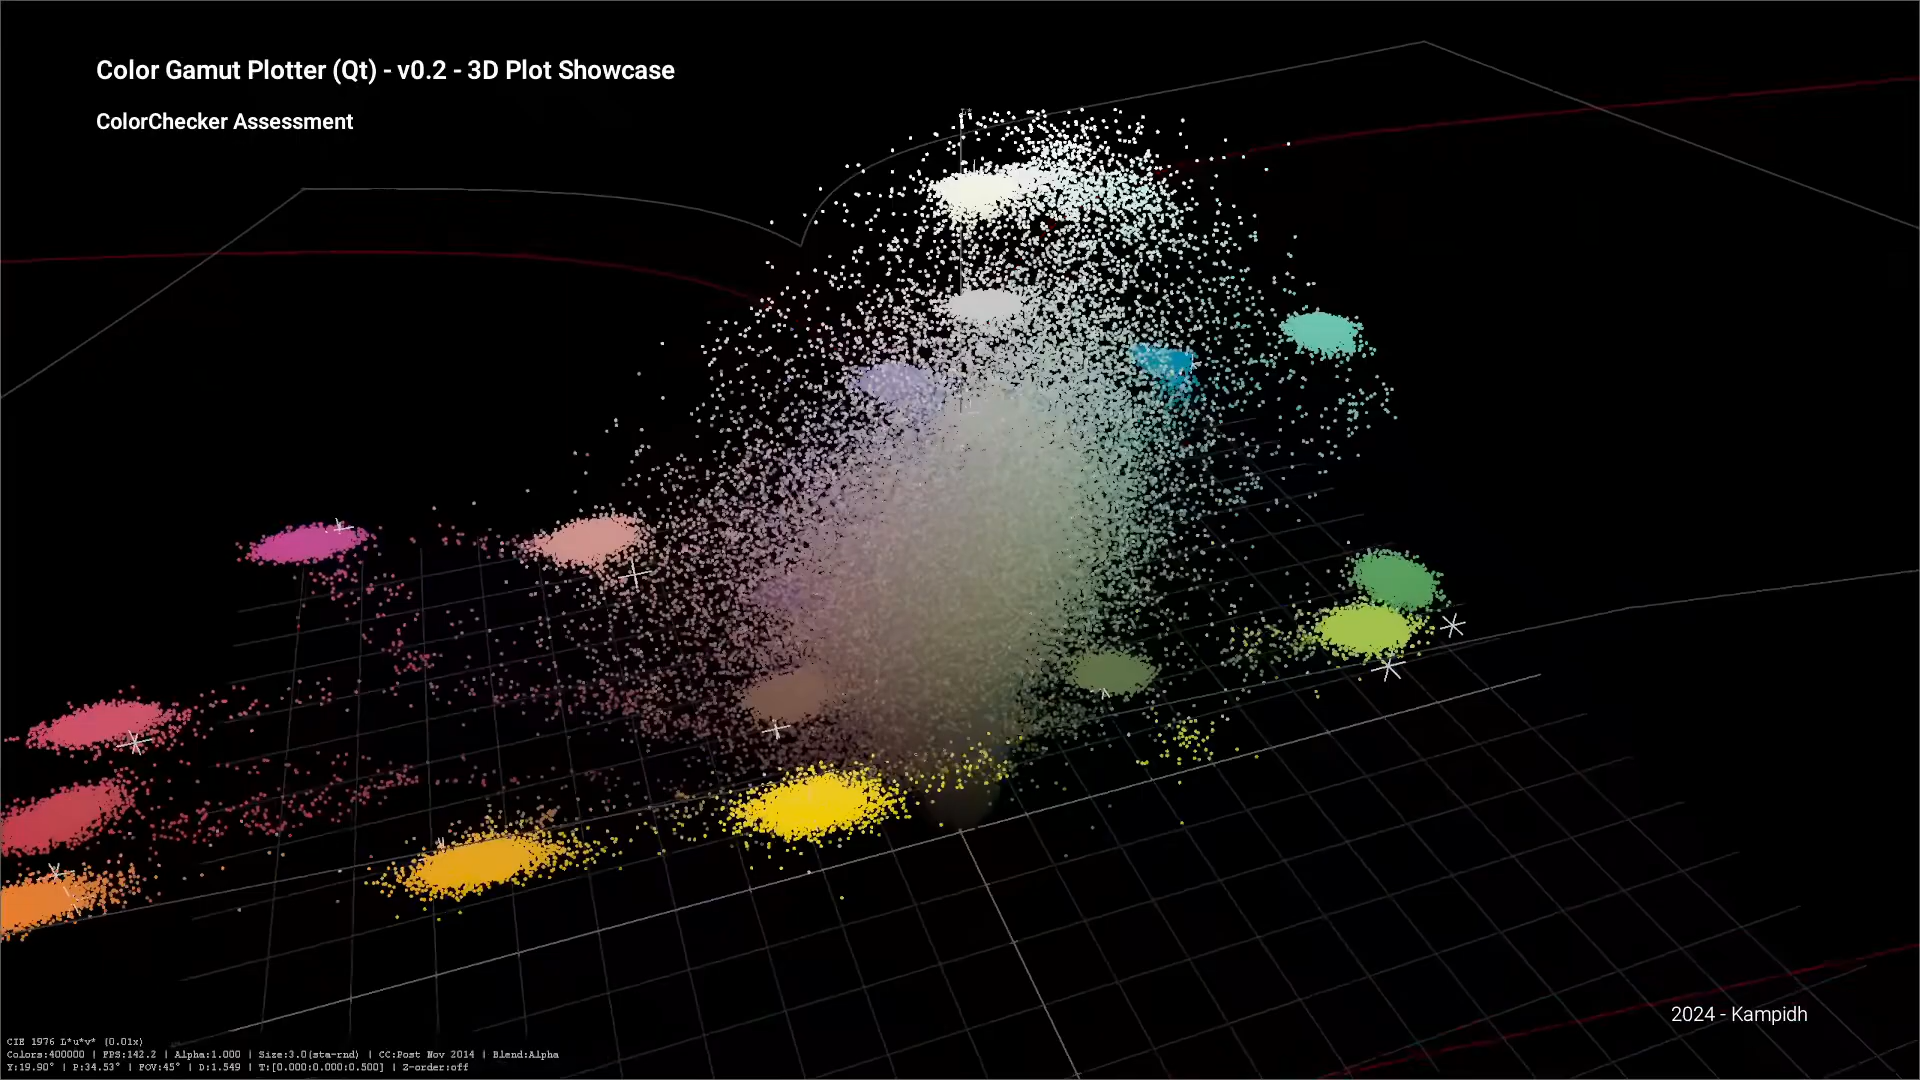 Color Gamut Plotter (Qt) - v0.2 - 3D Plot Showcase
ColorChecker Assessment
2024 - Kampidh
CIE 1976 L*u*v* (0.01x)
Colors:400000 | FPS:142.2 | Alpha:1.000 | Size:3.0(sta-rnd) | CC:Post Nov 2014 | Blend:Alpha
Y:19.90° | P:34.53° | FOV:45° | D:1.549 | T:[0.000:0.000:0.500] | Z-order:off